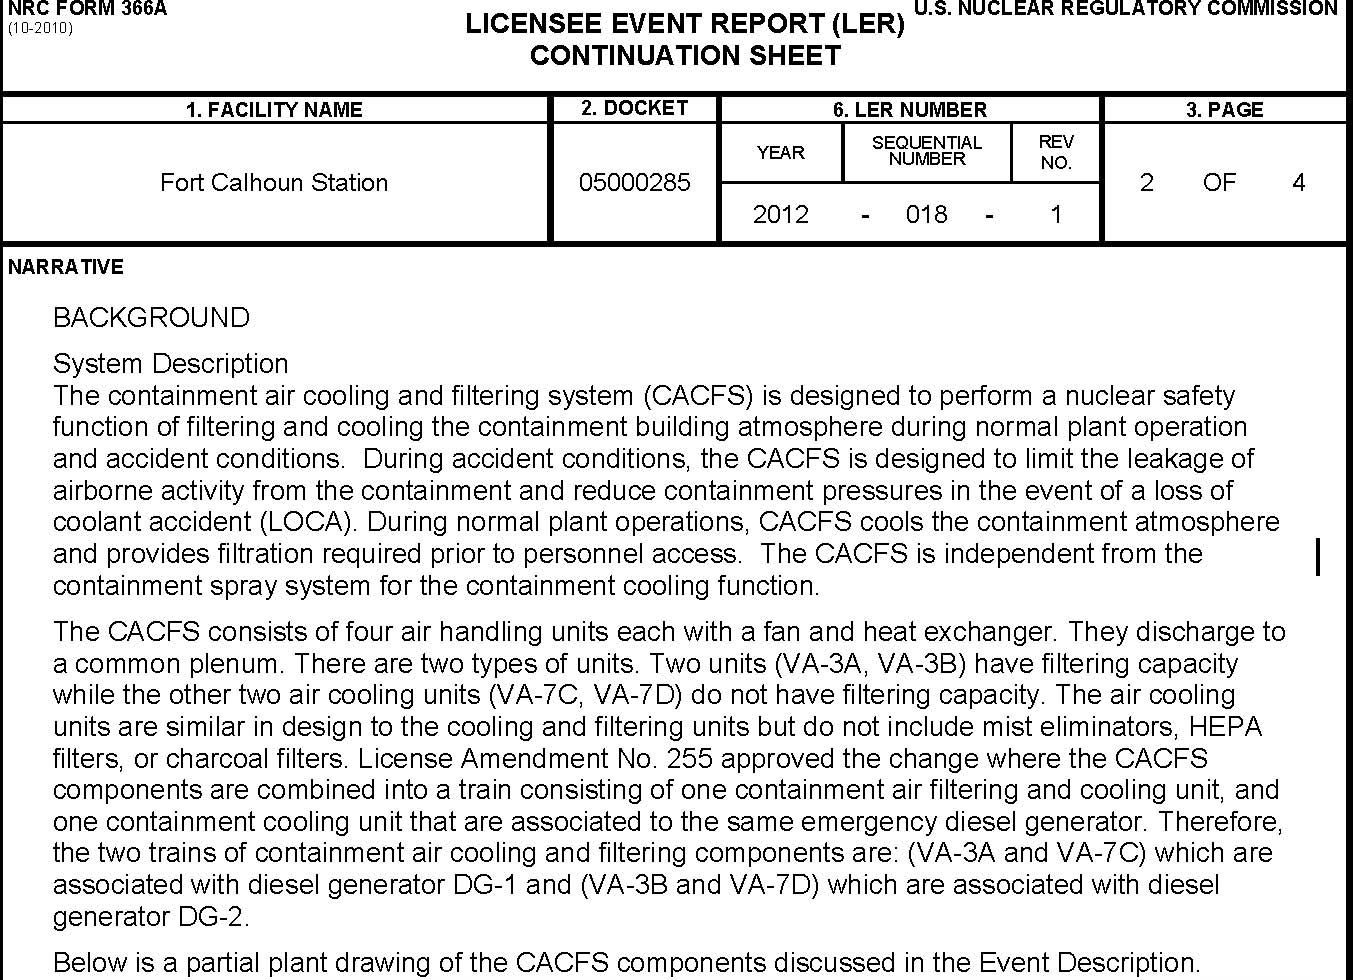 NRC FORM 366A
(10-2010)
LICENSEE EVENT REPORT (LER)
U.S. NUCLEAR REGULATORY COMMISSION
CONTINUATION SHEET
1. FACILITY NAME
2. DOCKET
6. LER NUMBER
3. PAGE
Fort Calhoun Station
05000285
YEAR
SEQUENTIAL
NUMBER
REV
NO.
2 OF 4
2012 - 018 - 1
NARRATIVE
BACKGROUND
System Description
The containment air cooling and filtering system (CACFS) is designed to perform a nuclear safety
function of filtering and cooling the containment building atmosphere during normal plant operation
and accident conditions. During accident conditions, the CACFS is designed to limit the leakage of
airborne activity from the containment and reduce containment pressures in the event of a loss of
coolant accident (LOCA). During normal plant operations, CACFS cools the containment atmosphere
and provides filtration required prior to personnel access. The CACFS is independent from the
containment spray system for the containment cooling function.
The CACFS consists of four air handling units each with a fan and heat exchanger. They discharge to
a common plenum. There are two types of units. Two units (VA-3A, VA-3B) have filtering capacity
while the other two air cooling units (VA-7C, VA-7D) do not have filtering capacity. The air cooling
units are similar in design to the cooling and filtering units but do not include mist eliminators, HEPA
filters, or charcoal filters. License Amendment No. 255 approved the change where the CACFS
components are combined into a train consisting of one containment air filtering and cooling unit, and
one containment cooling unit that are associated to the same emergency diesel generator. Therefore,
the two trains of containment air cooling and filtering components are: (VA-3A and VA-7C) which are
associated with diesel generator DG-1 and (VA-3B and VA-7D) which are associated with diesel
generator DG-2.
Below is a partial plant drawing of the CACFS components discussed in the Event Description.